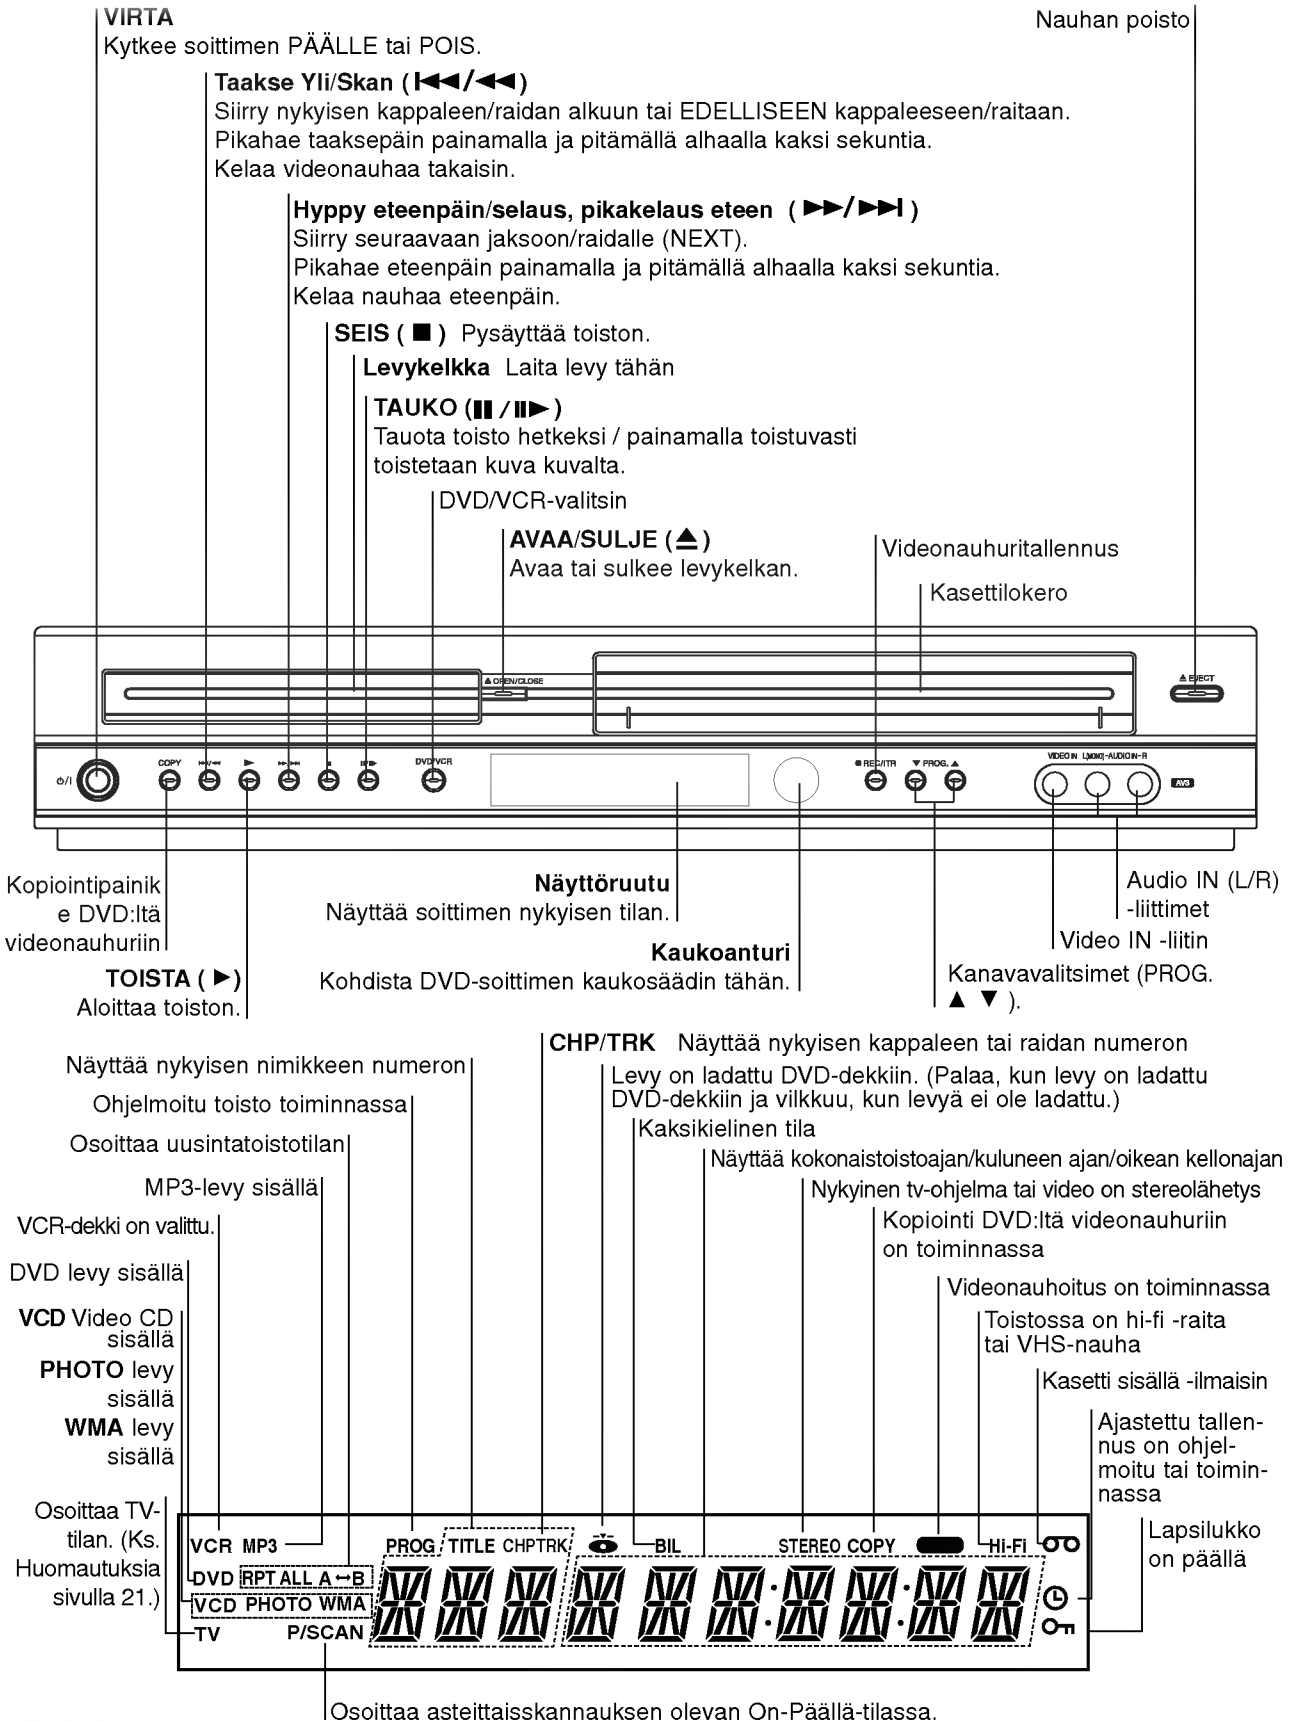 VIRTA
Kytkee soittimen PÄÄLLE tai POIS.
Nauhan poisto
Taakse Yli/Skan (⏮◀/◀◀)
Siirry nykyisen kappaleen/raidan alkuun tai EDELLISEEN kappaleeseen/raitaan.
Pikahae taaksepäin painamalla ja pitämällä alhaalla kaksi sekuntia.
Kelaa videonauhaa takaisin.
Hyppy eteenpäin/selaus, pikakelaus eteen (▶▶/▶▶I)
Siirry seuraavaan jaksoon/raidalle (NEXT).
Pikahae eteenpäin painamalla ja pitämällä alhaalla kaksi sekuntia.
Kelaa nauhaa eteenpäin.
SEIS ( ■ ) Pysäyttää toiston.
Levykelkka Laita levy tähän
TAUKO (II / II▶ )
Tauota toisto hetkeksi / painamalla toistuvasti
toistetaan kuva kuvalta.
DVD/VCR-valitsin
AVAA/SULJE (⏏)
Avaa tai sulkee levykelkan.
Videonauhuritallennus
Kasettilokero
⏏ OPEN/CLOSE
⏏ EJECT
COPY
DVD/VCR
● REC/ITR
▼ PROG. ▲
VIDEO IN L(MONO)-AUDIO IN-R
AV3
Kopiointipainik
e DVD:ltä
videonauhuriin
TOISTA ( ▶)
Aloittaa toiston.
Näyttöruutu
Näyttää soittimen nykyisen tilan.
Kaukoanturi
Kohdista DVD-soittimen kaukosäädin tähän.
Audio IN (L/R)
-liittimet
Video IN -liitin
Kanavavalitsimet (PROG.
▲ ▼ ).
CHP/TRK Näyttää nykyisen kappaleen tai raidan numeron
Näyttää nykyisen nimikkeen numeron
Levy on ladattu DVD-dekkiin. (Palaa, kun levy on ladattu
DVD-dekkiin ja vilkkuu, kun levyä ei ole ladattu.)
Ohjelmoitu toisto toiminnassa
Kaksikielinen tila
Osoittaa uusintatoistotilan
Näyttää kokonaistoistoajan/kuluneen ajan/oikean kellonajan
MP3-levy sisällä
Nykyinen tv-ohjelma tai video on stereolähetys
VCR-dekki on valittu.
Kopiointi DVD:ltä videonauhuriin
on toiminnassa
DVD levy sisällä
Videonauhoitus on toiminnassa
VCD Video CD
sisällä
Toistossa on hi-fi -raita
tai VHS-nauha
PHOTO levy
sisällä
Kasetti sisällä -ilmaisin
WMA levy
sisällä
Ajastettu tallen-
nus on ohjel-
moitu tai toimin-
nassa
Osoittaa TV-
tilan. (Ks.
Huomautuksia
sivulla 21.)
Lapsilukko
on päällä
VCR MP3 PROG TITLE CHPTRK BIL STEREO COPY Hi-Fi
DVD RPT ALL A↔B
VCD PHOTO WMA
TV P/SCAN
Osoittaa asteittaisskannauksen olevan On-Päällä-tilassa.